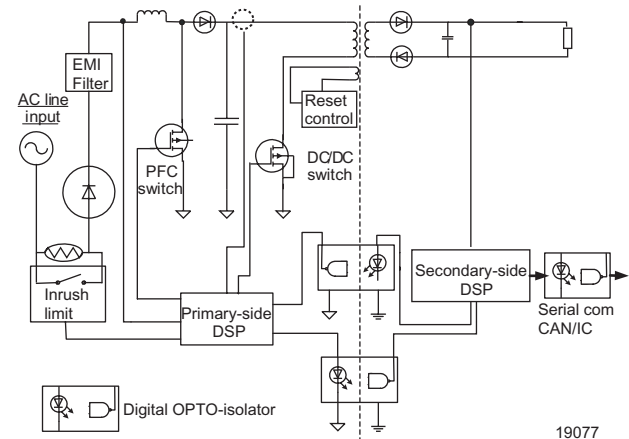 EMI
Filter
AC line
input
Reset
control
PFC
switch
DC/DC
switch
Inrush
limit
Primary-side
DSP
Secondary-side
DSP
Serial com
CAN/IC
Digital OPTO-isolator
19077